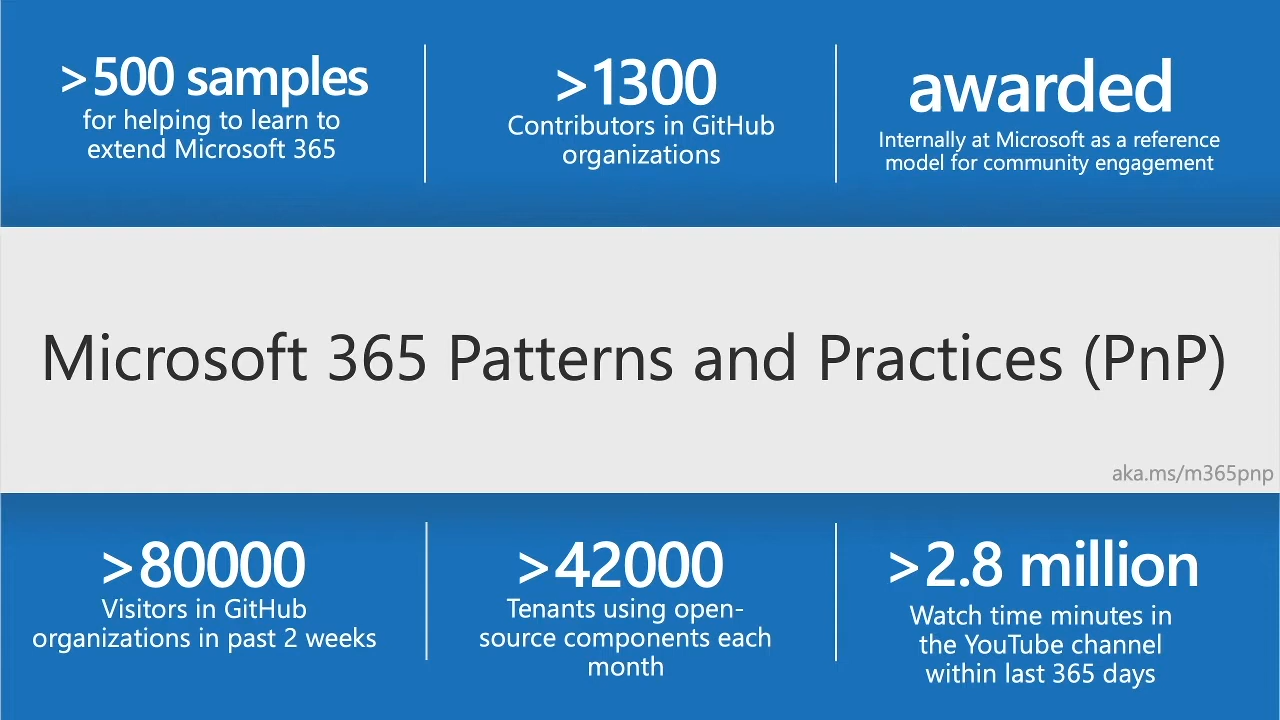 >500 samples
for helping to learn to
extend Microsoft 365
>1300
Contributors in GitHub
organizations
awarded
Internally at Microsoft as a reference
model for community engagement
Microsoft 365 Patterns and Practices (PnP)
aka.ms/m365pnp
>80000
Visitors in GitHub
organizations in past 2 weeks
>42000
Tenants using open-
source components each
month
>2.8 million
Watch time minutes in
the YouTube channel
within last 365 days